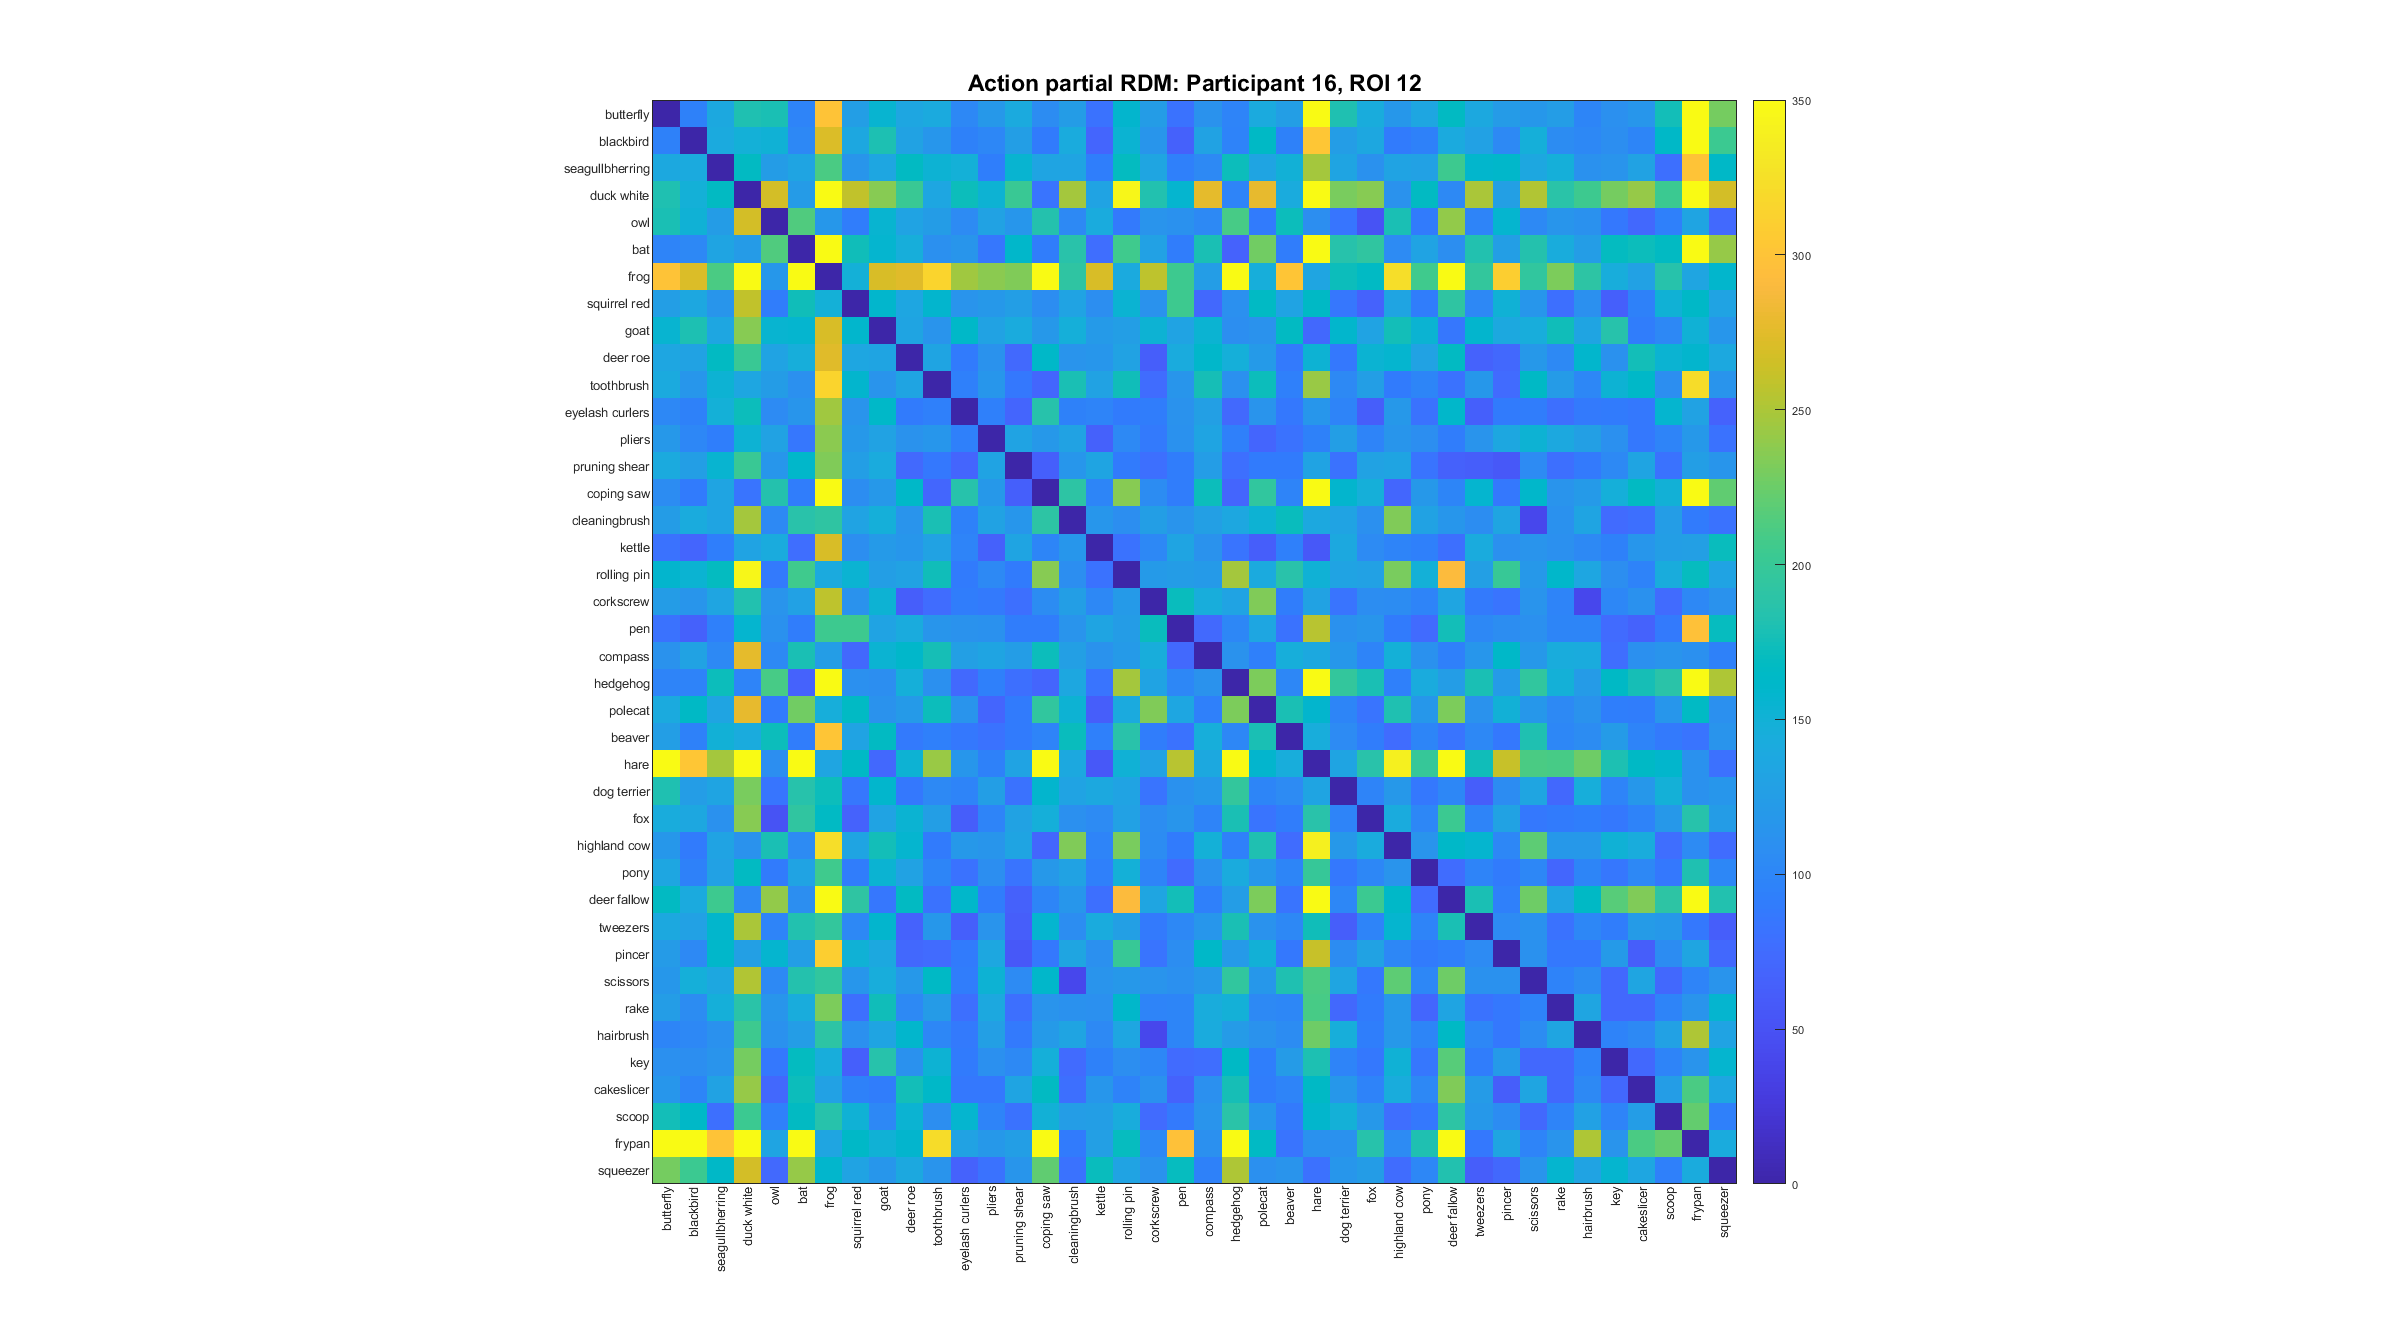 Action partial RDM: Participant 16, ROI 12
butterfly
blackbird
seagullbherring
duck white
owl
bat
frog
squirrel red
goat
deer roe
toothbrush
eyelash curlers
pliers
pruning shear
coping saw
cleaningbrush
kettle
rolling pin
corkscrew
pen
compass
hedgehog
polecat
beaver
hare
dog terrier
fox
highland cow
pony
deer fallow
tweezers
pincer
scissors
rake
hairbrush
key
cakeslicer
scoop
frypan
squeezer
butterfly
blackbird
seagullbherring
duck white
owl
bat
frog
squirrel red
goat
deer roe
toothbrush
eyelash curlers
pliers
pruning shear
coping saw
cleaningbrush
kettle
rolling pin
corkscrew
pen
compass
hedgehog
polecat
beaver
hare
dog terrier
fox
highland cow
pony
deer fallow
tweezers
pincer
scissors
rake
hairbrush
key
cakeslicer
scoop
frypan
squeezer
350
300
250
200
150
100
50
0